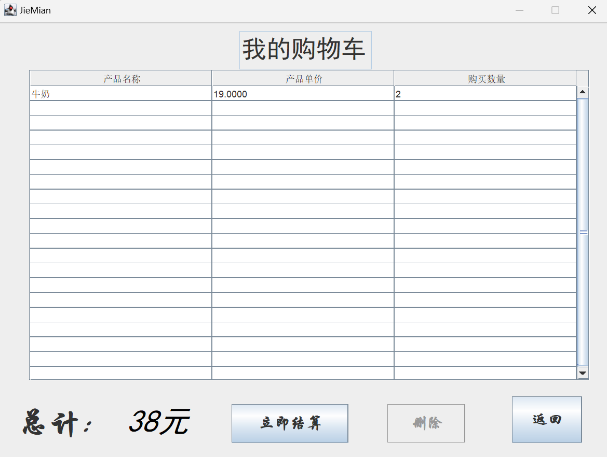 JieMian
我的购物车
产品名称 产品单价 购买数量
牛奶 19.0000 2
总计： 38元 立即结算 删除 返回